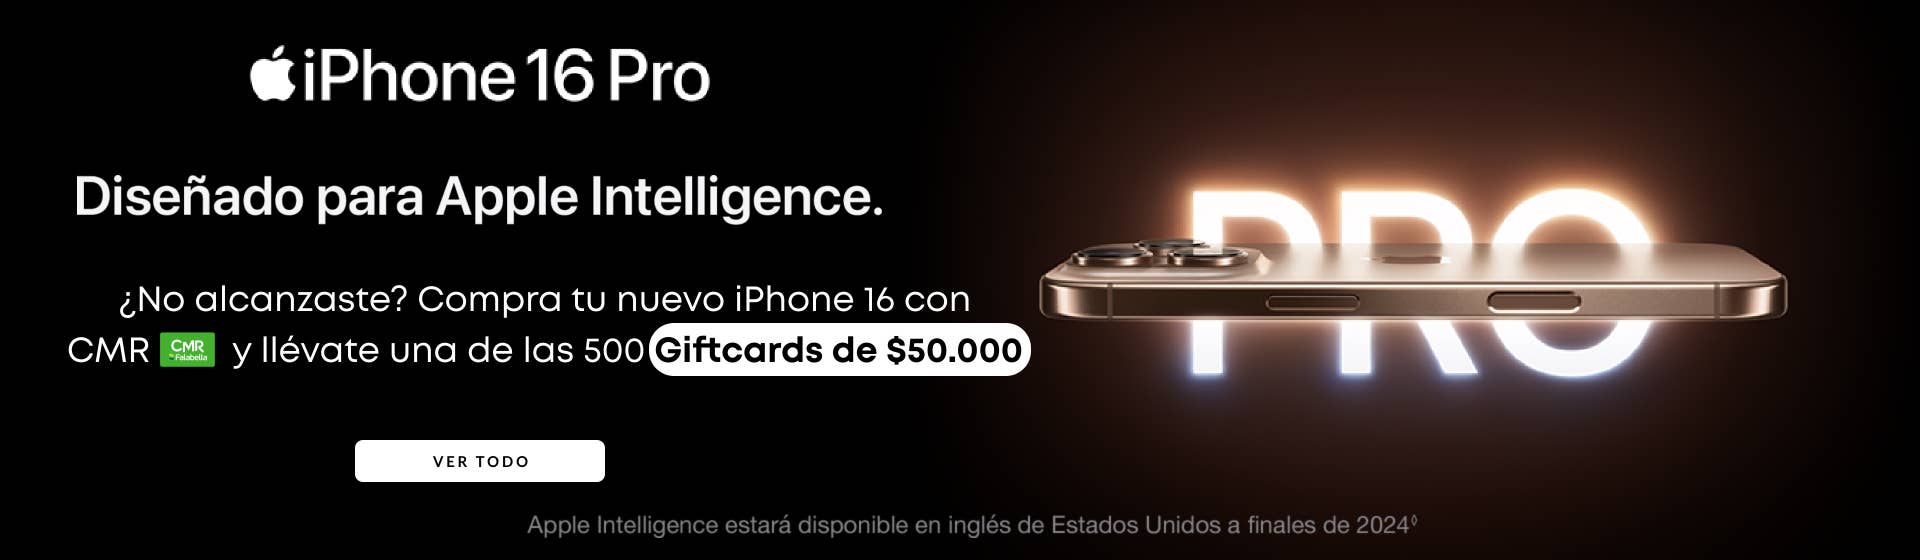 iPhone 16 Pro
Diseñado para Apple Intelligence.
¿No alcanzaste? Compra tu nuevo iPhone 16 con
CMR CMR Falabella y llévate una de las 500 Giftcards de $50.000
VER TODO
PRO
Apple Intelligence estará disponible en inglés de Estados Unidos a finales de 2024◊